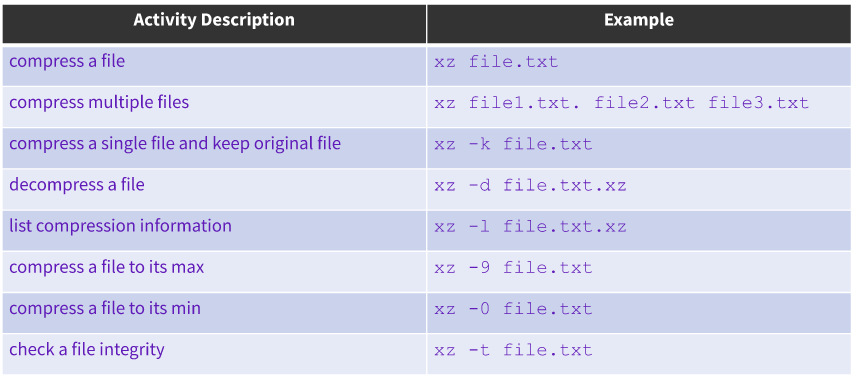 Activity Description Example
compress a file xz file.txt
compress multiple files xz file1.txt. file2.txt file3.txt
compress a single file and keep original file xz -k file.txt
decompress a file xz -d file.txt.xz
list compression information xz -l file.txt.xz
compress a file to its max xz -9 file.txt
compress a file to its min xz -0 file.txt
check a file integrity xz -t file.txt